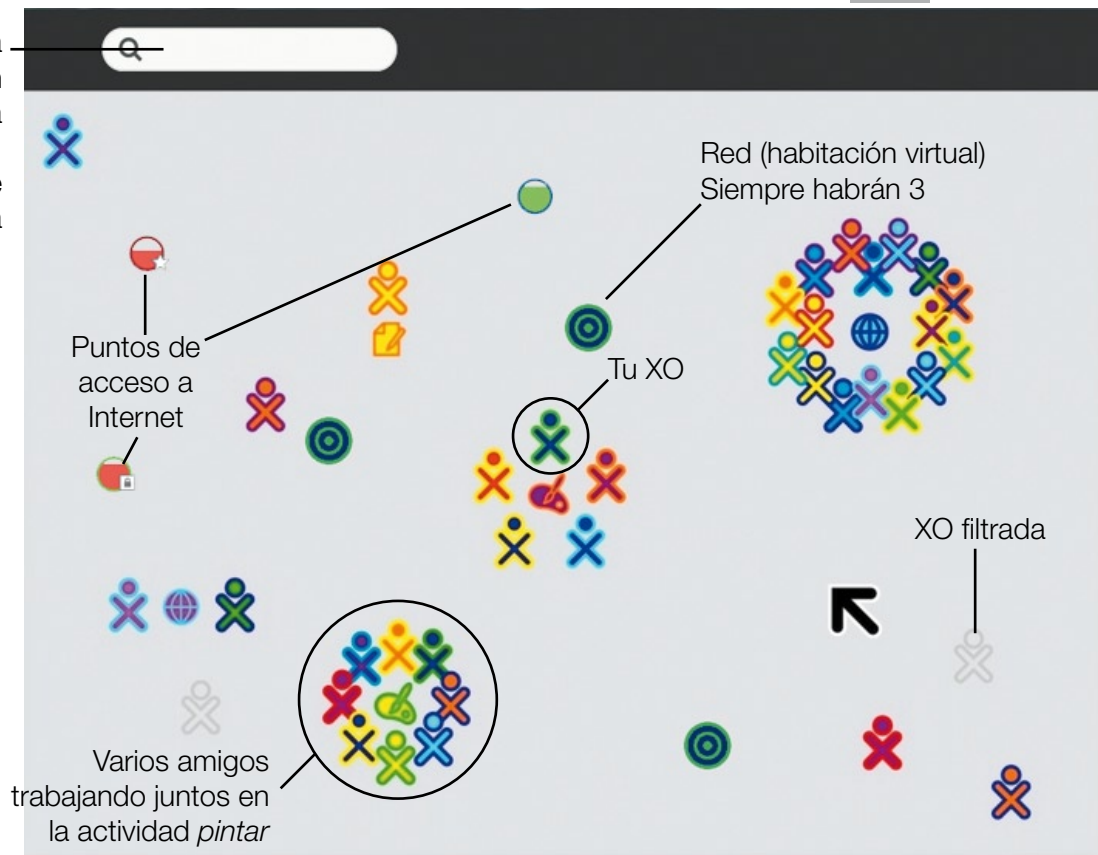 Red (habitación virtual)
Siempre habrán 3
Puntos de
acceso a
Internet
Tu XO
XO filtrada
Varios amigos
trabajando juntos en
la actividad pintar